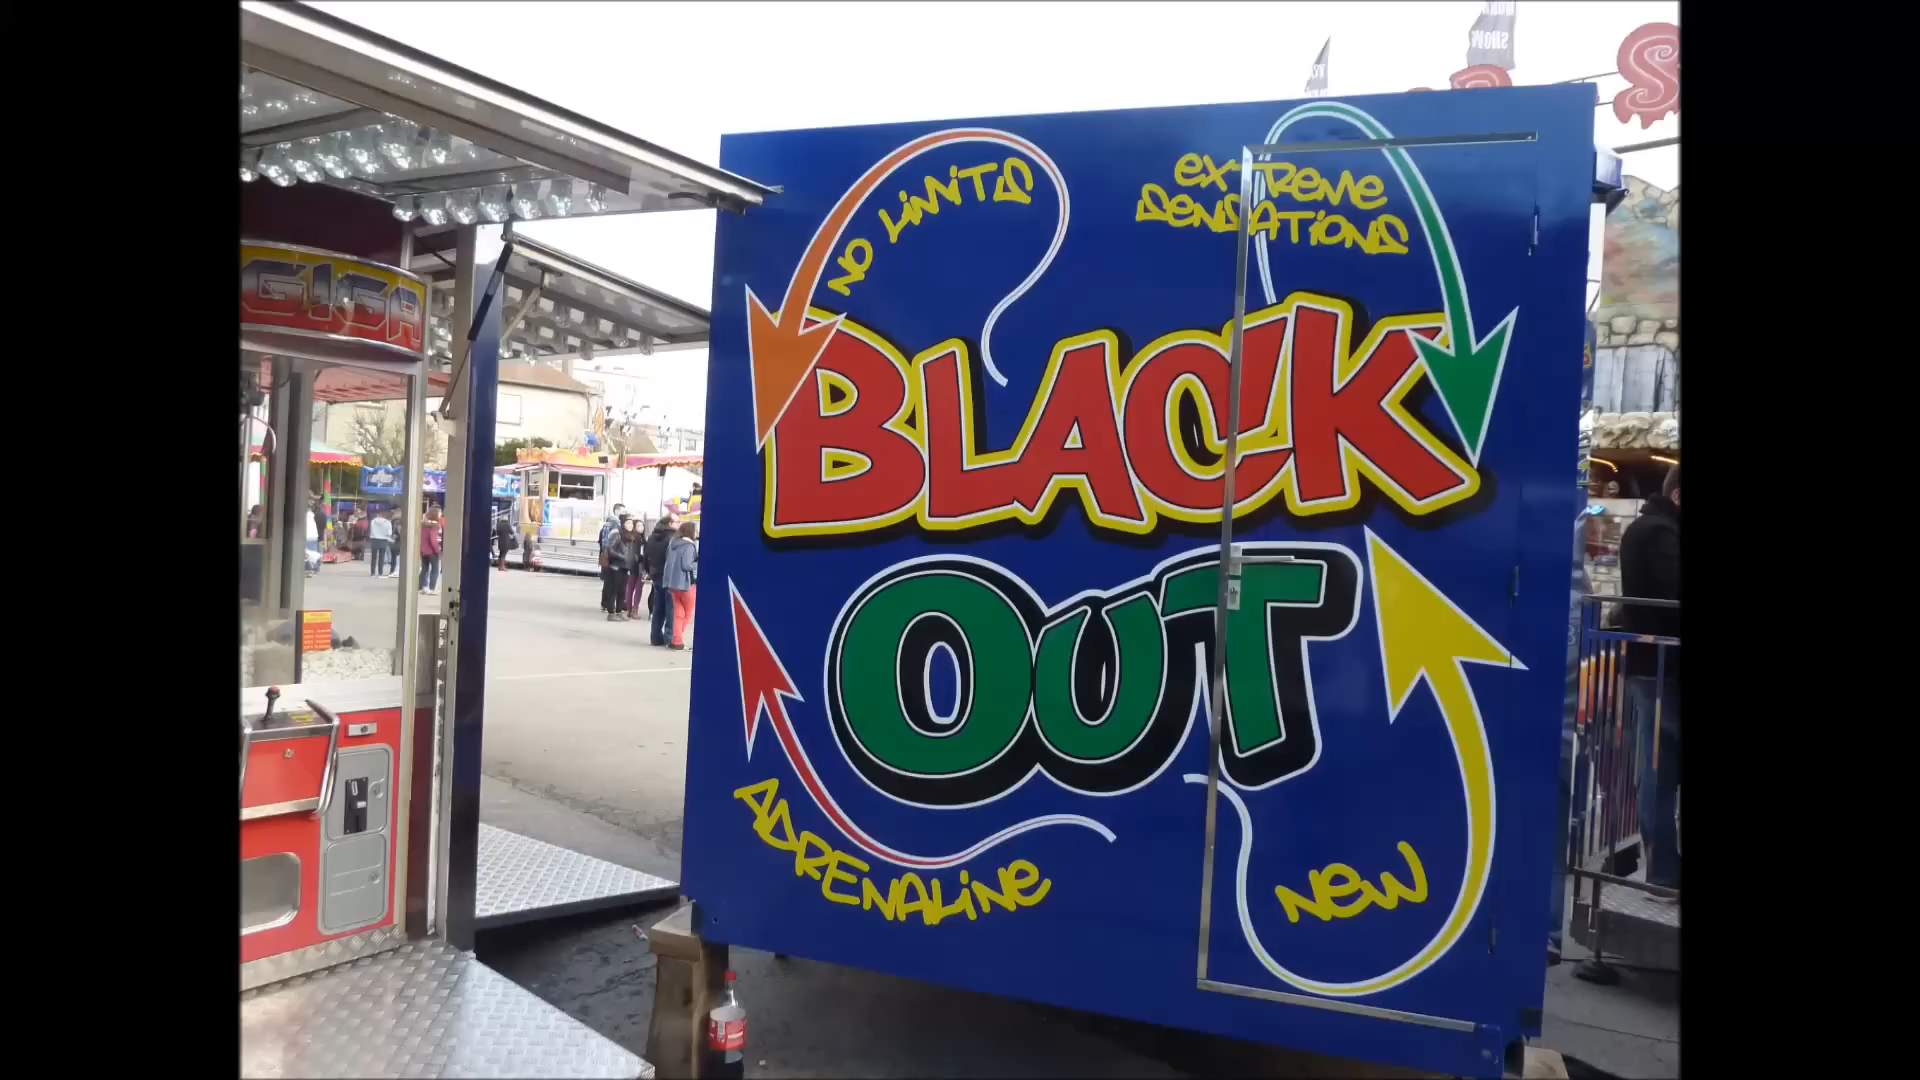 GIGA
NO LIMITS
EXTREME
SENSATIONS
BLACK
OUT
ADRENALINE
NEW